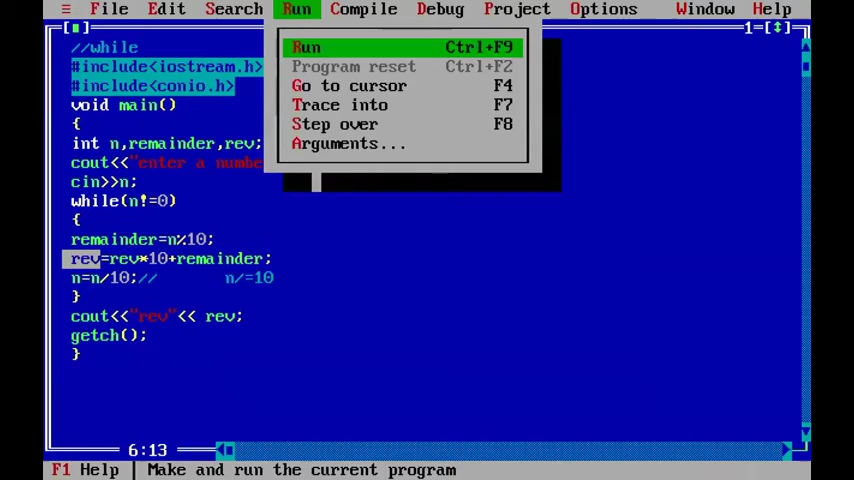 ≡ File Edit Search Run Compile Debug Project Options Window Help
1=[↕]
//while
#include<iostream.h>
#include<conio.h>
void main()
{
int n,remainder,rev;
cout<<"enter a numbe
cin>>n;
while(n!=0)
{
remainder=n%10;
rev=rev*10+remainder;
n=n/10;// n/=10
}
cout<<"rev"<< rev;
getch();
}
Run Ctrl+F9
Program reset Ctrl+F2
Go to cursor F4
Trace into F7
Step over F8
Arguments...
6:13
F1 Help | Make and run the current program